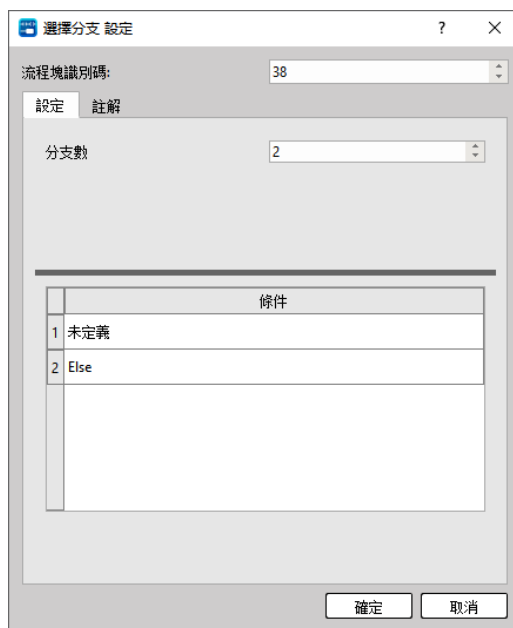 選擇分支 設定
?
流程塊識別碼: 38
設定 註解
分支數 2
條件
1 未定義
2 Else
確定 取消